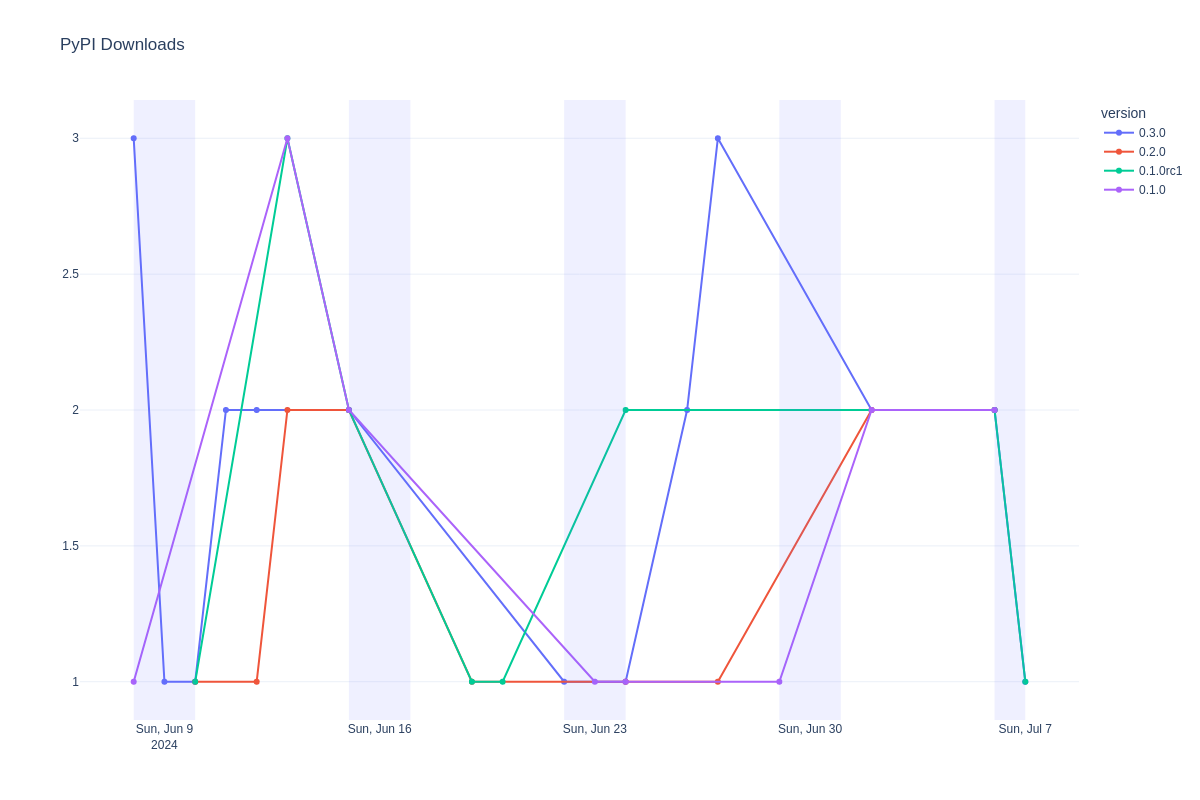 PyPI Downloads
3
2.5
2
1.5
1
Sun, Jun 9
2024
Sun, Jun 16
Sun, Jun 23
Sun, Jun 30
Sun, Jul 7
version
0.3.0
0.2.0
0.1.0rc1
0.1.0